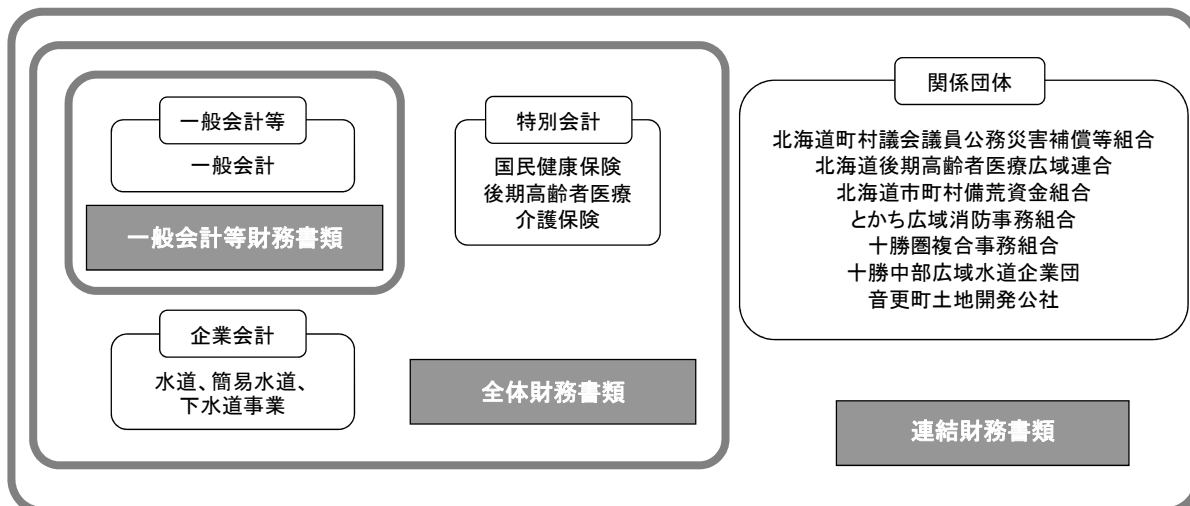 一般会計等
一般会計
一般会計等財務書類
特別会計
国民健康保険
後期高齢者医療
介護保険
企業会計
水道、簡易水道、
下水道事業
全体財務書類
関係団体
北海道町村議会議員公務災害補償等組合
北海道後期高齢者医療広域連合
北海道市町村備荒資金組合
とかち広域消防事務組合
十勝圏複合事務組合
十勝中部広域水道企業団
音更町土地開発公社
連結財務書類